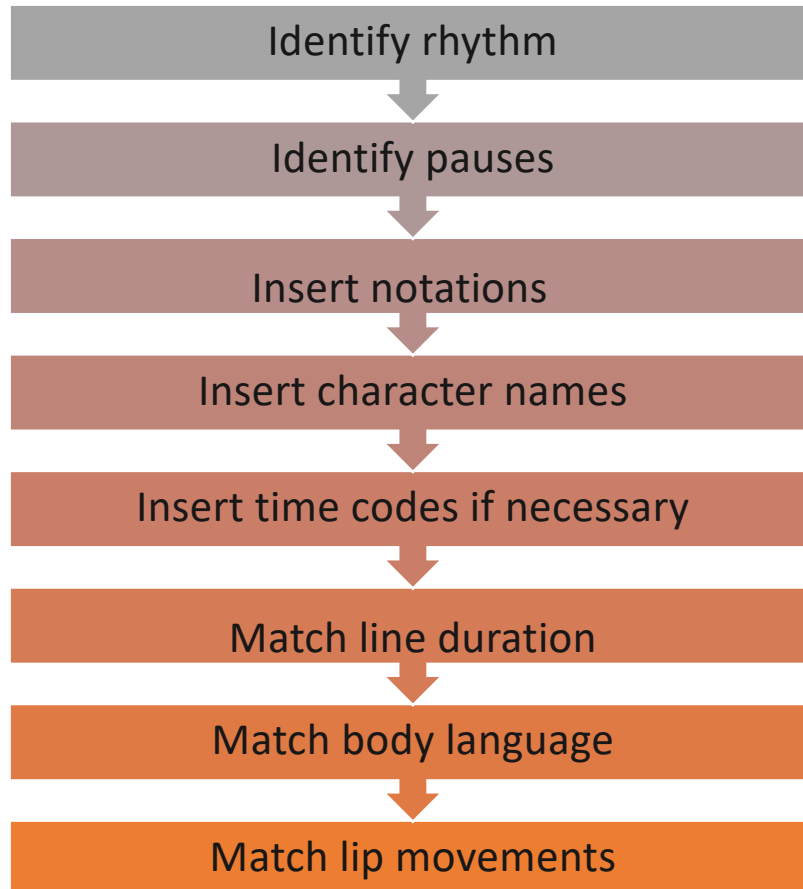 Identify rhythm
Identify pauses
Insert notations
Insert character names
Insert time codes if necessary
Match line duration
Match body language
Match lip movements